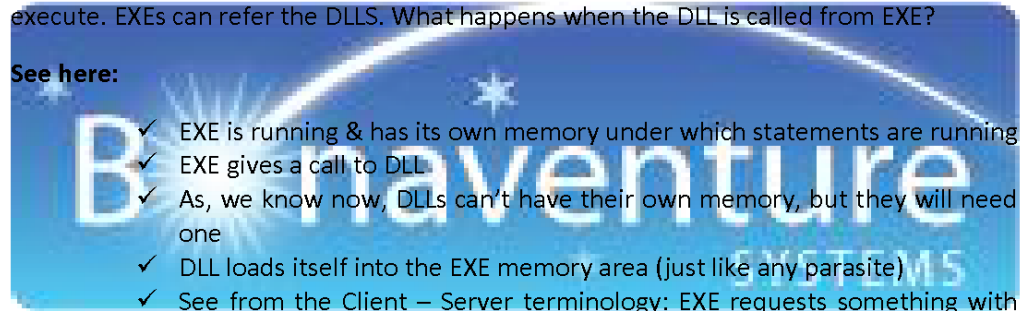 execute. EXEs can refer the DLLS. What happens when the DLL is called from EXE?
See here:
✓ EXE is running & has its own memory under which statements are running
✓ EXE gives a call to DLL
✓ As, we know now, DLLs can't have their own memory, but they will need
one
✓ DLL loads itself into the EXE memory area (just like any parasite)
✓ See from the Client – Server terminology: EXE requests something with
Bonaventure
SYSTEMS